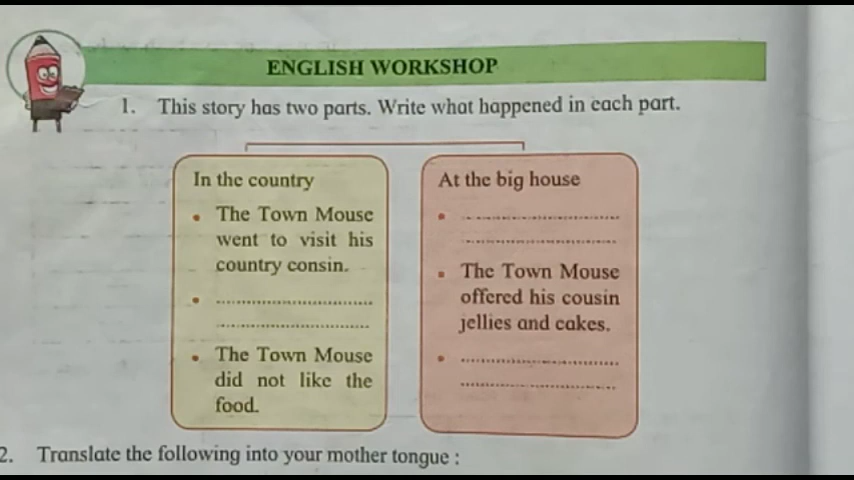 ENGLISH WORKSHOP
1. This story has two parts. Write what happened in each part.
In the country
• The Town Mouse
went to visit his
country consin.
• ....................................
....................................
• The Town Mouse
did not like the
food.
At the big house
• ....................................
....................................
• The Town Mouse
offered his cousin
jellies and cakes.
• ....................................
....................................
2. Translate the following into your mother tongue :